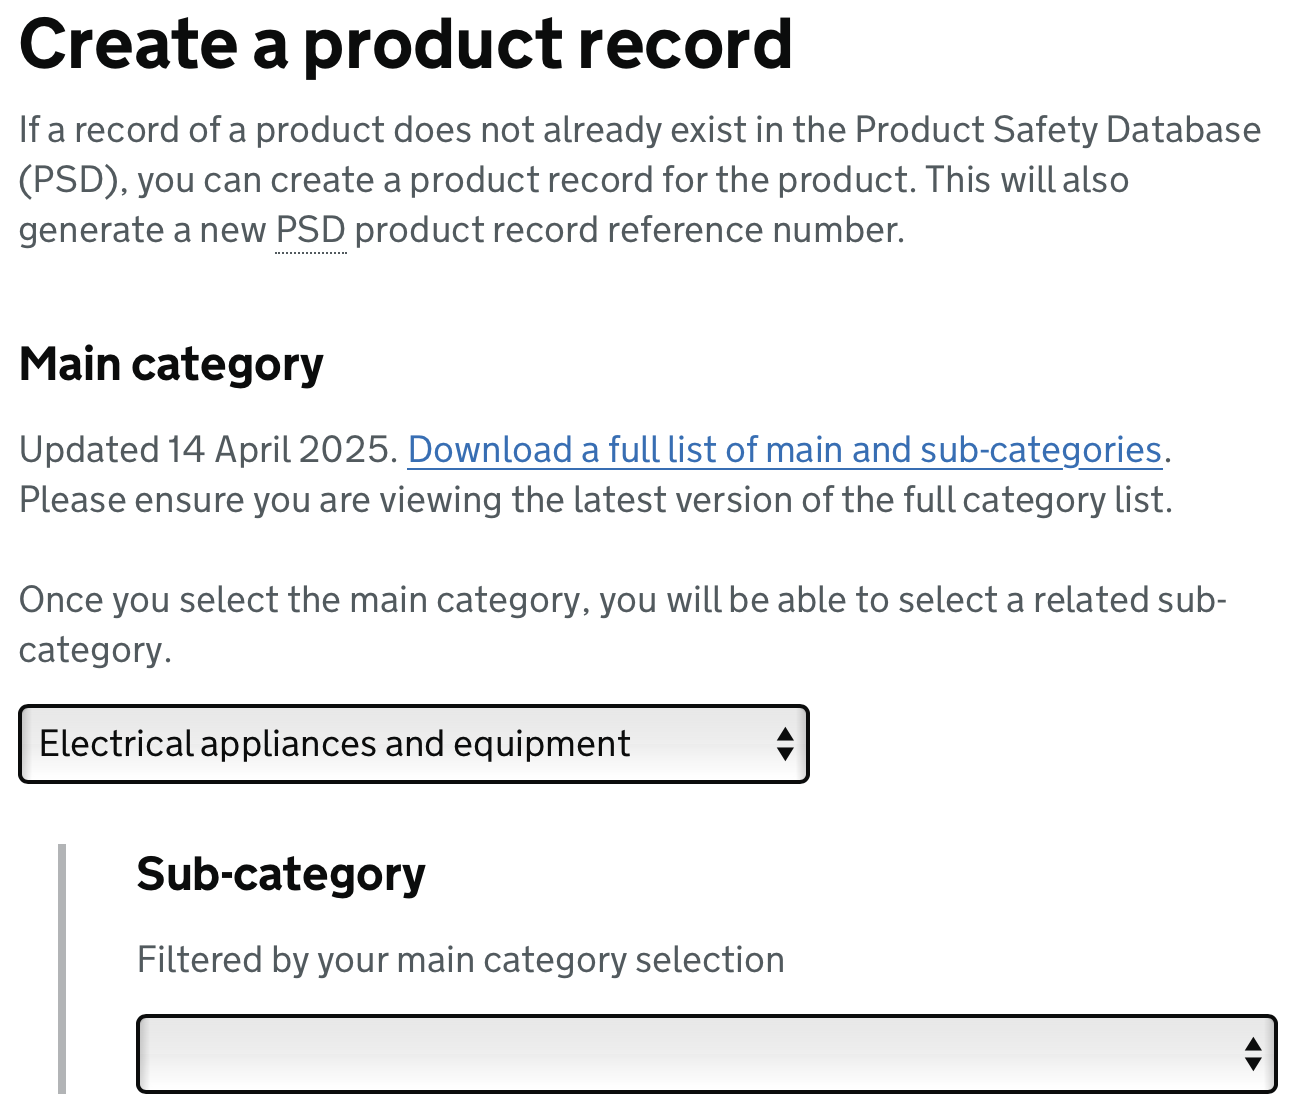 Create a product record
If a record of a product does not already exist in the Product Safety Database
(PSD), you can create a product record for the product. This will also
generate a new PSD product record reference number.
Main category
Updated 14 April 2025. Download a full list of main and sub-categories.
Please ensure you are viewing the latest version of the full category list.
Once you select the main category, you will be able to select a related sub-
category.
Electrical appliances and equipment
Sub-category
Filtered by your main category selection